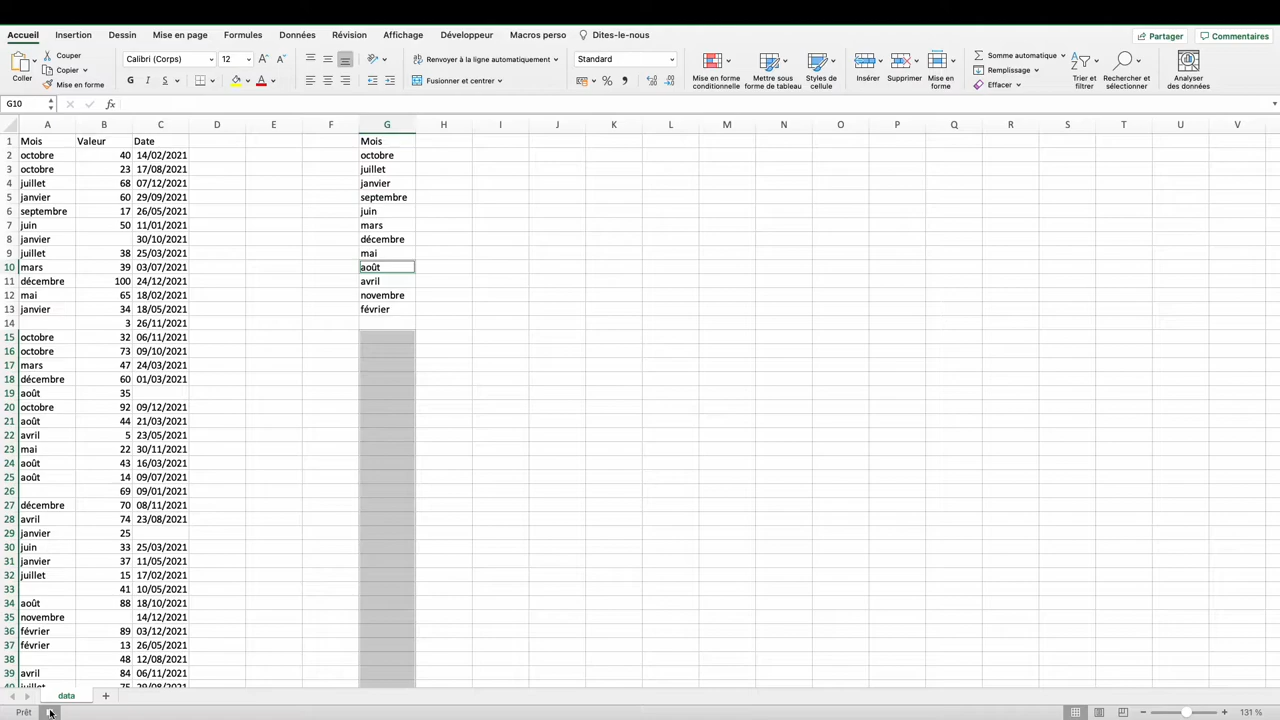 Accueil Insertion Dessin Mise en page Formules Données Révision Affichage Développeur Macros perso Dites-le-nous Partager Commentaires
Coller Couper Copier Mise en forme
Calibri (Corps)
G I S A
Renvoyer à la ligne automatiquement
Fusionner et centrer
Standard
%
Mise en forme conditionnelle
Mettre sous forme de tableau
Styles de cellule
Insérer
Supprimer
Mise en forme
Somme automatique
Remplissage
Effacer
Trier et filtrer
Rechercher et sélectionner
Analyser des données
G10 fx
A B C D E F G H I J K L M N O P Q R S T U V
1 Mois Valeur Date Mois
2 octobre 40 14/02/2021 octobre
3 octobre 23 17/08/2021 juillet
4 juillet 68 07/12/2021 janvier
5 janvier 60 29/09/2021 septembre
6 septembre 17 26/05/2021 juin
7 juin 50 11/01/2021 mars
8 janvier 30/10/2021 décembre
9 juillet 38 25/03/2021 mai
10 mars 39 03/07/2021 août
11 décembre 100 24/12/2021 avril
12 mai 65 18/02/2021 novembre
13 janvier 34 18/05/2021 février
14 3 26/11/2021
15 octobre 32 06/11/2021
16 octobre 73 09/10/2021
17 mars 47 24/03/2021
18 décembre 60 01/03/2021
19 août 35
20 octobre 92 09/12/2021
21 août 44 21/03/2021
22 avril 5 23/05/2021
23 mai 22 30/11/2021
24 août 43 16/03/2021
25 août 14 09/07/2021
26 69 09/01/2021
27 décembre 70 08/11/2021
28 avril 74 23/08/2021
29 janvier 25
30 juin 33 25/03/2021
31 janvier 37 11/05/2021
32 juillet 15 17/02/2021
33 41 10/05/2021
34 août 88 18/10/2021
35 novembre 14/12/2021
36 février 89 03/12/2021
37 février 13 26/05/2021
38 48 12/08/2021
39 avril 84 06/11/2021
40 juillet 75 29/08/2021
data
Prêt 131 %